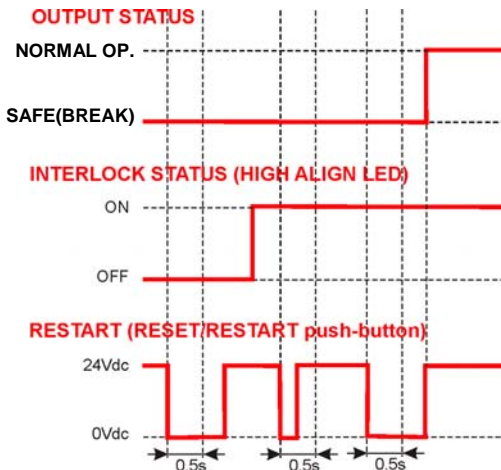 OUTPUT STATUS
NORMAL OP.
SAFE(BREAK)
INTERLOCK STATUS (HIGH ALIGN LED)
ON
OFF
RESTART (RESET/RESTART push-button)
24Vdc
0Vdc
0.5s 0.5s 0.5s